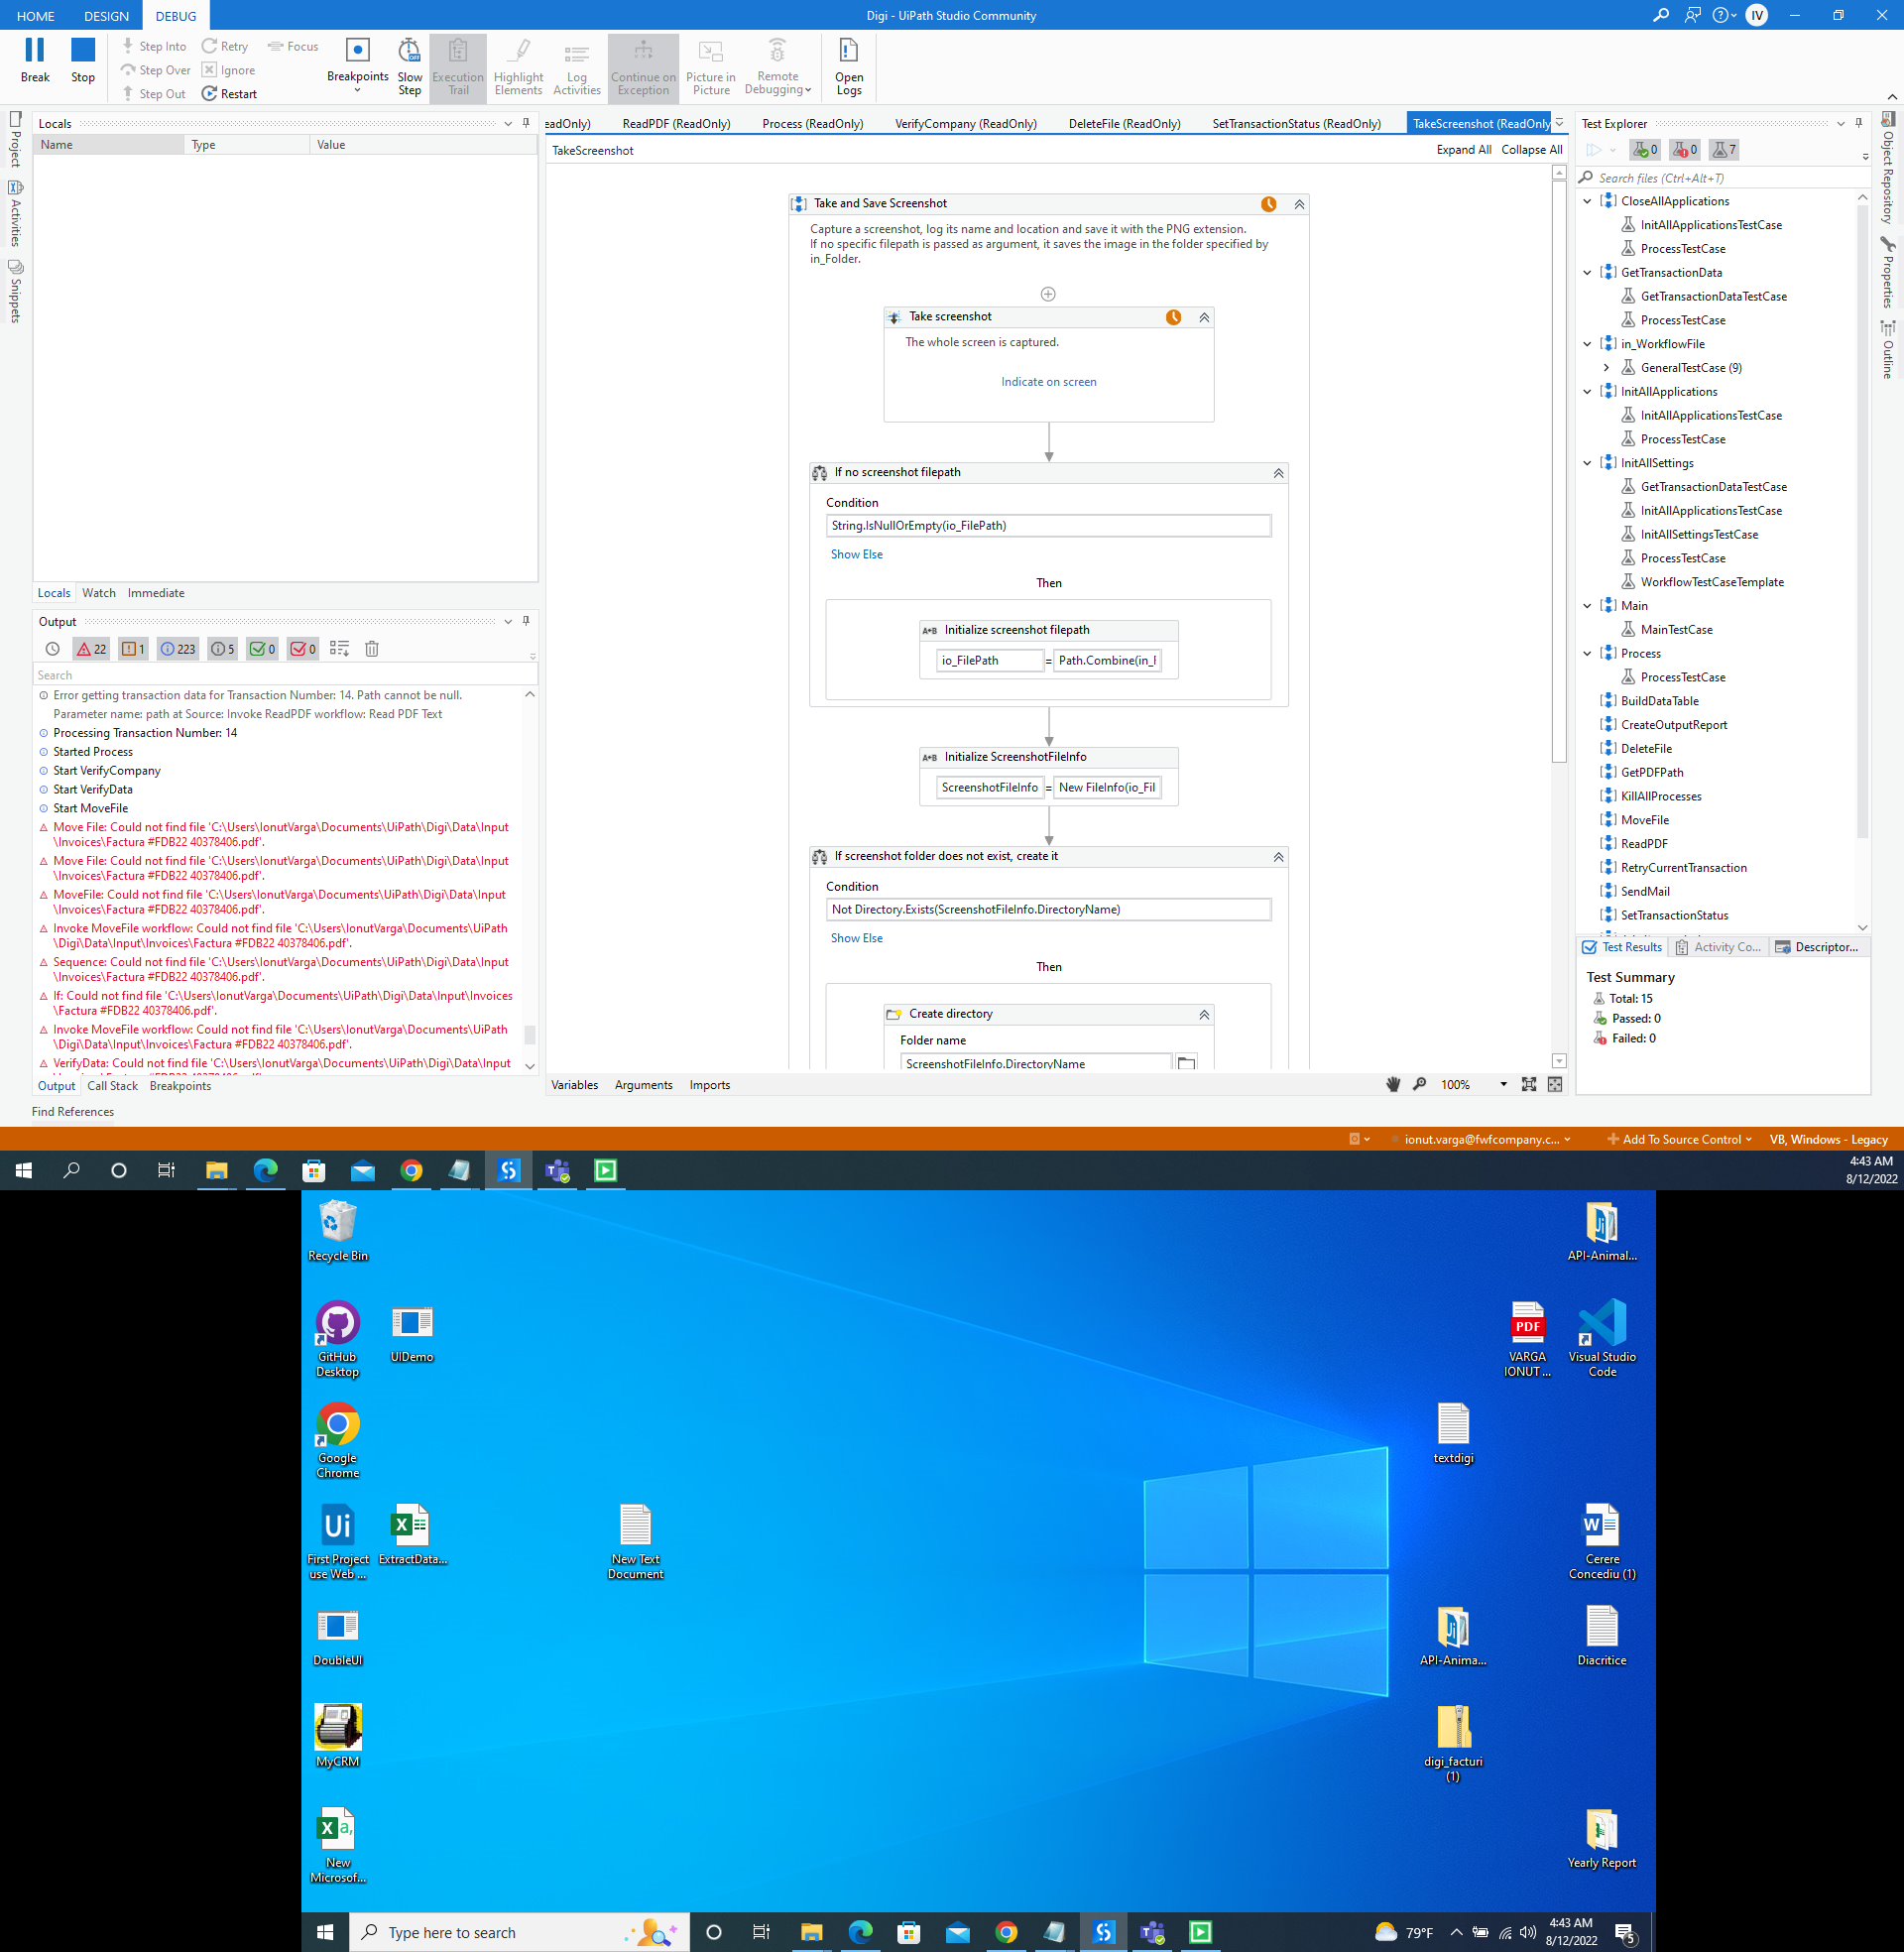 HOME DESIGN DEBUG
Digi - UiPath Studio Community
IV
Break
Stop
Step Into
Step Over
Step Out
Retry
Ignore
Restart
Focus
Breakpoints
Slow Step
Execution Trail
Highlight Elements
Log Activities
Continue on Exception
Picture in Picture
Remote Debugging
Open Logs
Project
Activities
Snippets
Locals
Name Type Value
Locals Watch Immediate
Output
22 1 223 5 0 0
Search
Error getting transaction data for Transaction Number: 14. Path cannot be null.
Parameter name: path at Source: Invoke ReadPDF workflow: Read PDF Text
Processing Transaction Number: 14
Started Process
Start VerifyCompany
Start VerifyData
Start MoveFile
Move File: Could not find file 'C:\Users\IonutVarga\Documents\UiPath\Digi\Data\Input
\Invoices\Factura #FDB22 40378406.pdf'.
Move File: Could not find file 'C:\Users\IonutVarga\Documents\UiPath\Digi\Data\Input
\Invoices\Factura #FDB22 40378406.pdf'.
MoveFile: Could not find file 'C:\Users\IonutVarga\Documents\UiPath\Digi\Data\Input
\Invoices\Factura #FDB22 40378406.pdf'.
Invoke MoveFile workflow: Could not find file 'C:\Users\IonutVarga\Documents\UiPath
\Digi\Data\Input\Invoices\Factura #FDB22 40378406.pdf'.
Sequence: Could not find file 'C:\Users\IonutVarga\Documents\UiPath\Digi\Data\Input
\Invoices\Factura #FDB22 40378406.pdf'.
If: Could not find file 'C:\Users\IonutVarga\Documents\UiPath\Digi\Data\Input\Invoices
\Factura #FDB22 40378406.pdf'.
Invoke MoveFile workflow: Could not find file 'C:\Users\IonutVarga\Documents\UiPath
\Digi\Data\Input\Invoices\Factura #FDB22 40378406.pdf'.
VerifyData: Could not find file 'C:\Users\IonutVarga\Documents\UiPath\Digi\Data\Input
Output Call Stack Breakpoints
Find References
eadOnly) ReadPDF (ReadOnly) Process (ReadOnly) VerifyCompany (ReadOnly) DeleteFile (ReadOnly) SetTransactionStatus (ReadOnly) TakeScreenshot (ReadOnly
TakeScreenshot
Expand All Collapse All
Take and Save Screenshot
Capture a screenshot, log its name and location and save it with the PNG extension.
If no specific filepath is passed as argument, it saves the image in the folder specified by
in_Folder.
Take screenshot
The whole screen is captured.
Indicate on screen
If no screenshot filepath
Condition
String.IsNullOrEmpty(io_FilePath)
Show Else
Then
A*B Initialize screenshot filepath
io_FilePath = Path.Combine(in_F
A*B Initialize ScreenshotFileInfo
ScreenshotFileInfo = New FileInfo(io_Fil
If screenshot folder does not exist, create it
Condition
Not Directory.Exists(ScreenshotFileInfo.DirectoryName)
Show Else
Then
Create directory
Folder name
ScreenshotFileInfo.DirectoryName
Variables Arguments Imports
100%
Test Explorer
0 0 7
Search files (Ctrl+Alt+T)
CloseAllApplications
InitAllApplicationsTestCase
ProcessTestCase
GetTransactionData
GetTransactionDataTestCase
ProcessTestCase
in_WorkflowFile
GeneralTestCase (9)
InitAllApplications
InitAllApplicationsTestCase
ProcessTestCase
InitAllSettings
GetTransactionDataTestCase
InitAllApplicationsTestCase
InitAllSettingsTestCase
ProcessTestCase
WorkflowTestCaseTemplate
Main
MainTestCase
Process
ProcessTestCase
BuildDataTable
CreateOutputReport
DeleteFile
GetPDFPath
KillAllProcesses
MoveFile
ReadPDF
RetryCurrentTransaction
SendMail
SetTransactionStatus
Test Results Activity Co... Descriptor...
Test Summary
Total: 15
Passed: 0
Failed: 0
Object Repository
Properties
Outline
ionut.varga@fwfcompany.c...
Add To Source Control
VB, Windows - Legacy
4:43 AM
8/12/2022
Recycle Bin
API-Animal...
GitHub
Desktop
UIDemo
PDF
VARGA
IONUT ...
Visual Studio
Code
Google
Chrome
textdigi
Ui
First Project
use Web ...
ExtractData...
New Text
Document
Cerere
Concediu (1)
DoubleUI
API-Anima...
Diacritice
MyCRM
digi_facturi
(1)
New
Microsof...
Yearly Report
Type here to search
79°F
4:43 AM
8/12/2022
5